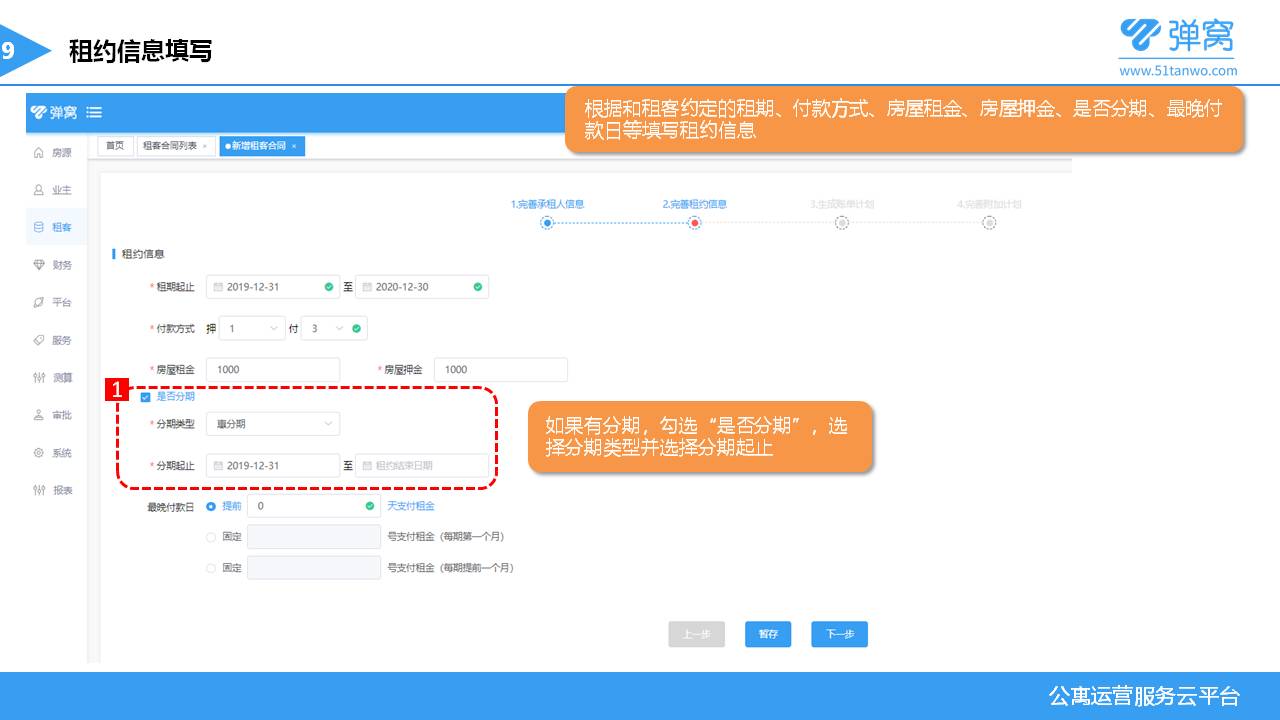 9
租约信息填写
弹窝
www.51tanwo.com
弹窝
根据和租客约定的租期、付款方式、房屋租金、房屋押金、是否分期、最晚付
款日等填写租约信息
首页 租客合同列表 × 新增租客合同 ×
房源
业主
租客
财务
平台
服务
测算
审批
系统
报表
1.完善承租人信息 2.完善租约信息 3.生成账单计划 4.完善附加计划
租约信息
*租期起止 2019-12-31 至 2020-12-30
*付款方式 押 1 付 3
*房屋租金 1000 *房屋押金 1000
1
是否分期
*分期类型
*分期起止 2019-12-31 至 租约结束日期
如果有分期，勾选“是否分期”，选
择分期类型并选择分期起止
最晚付款日 提前 0 天支付租金
固定 号支付租金（每期第一个月）
固定 号支付租金（每期提前一个月）
上一步 暂存 下一步
公寓运营服务云平台